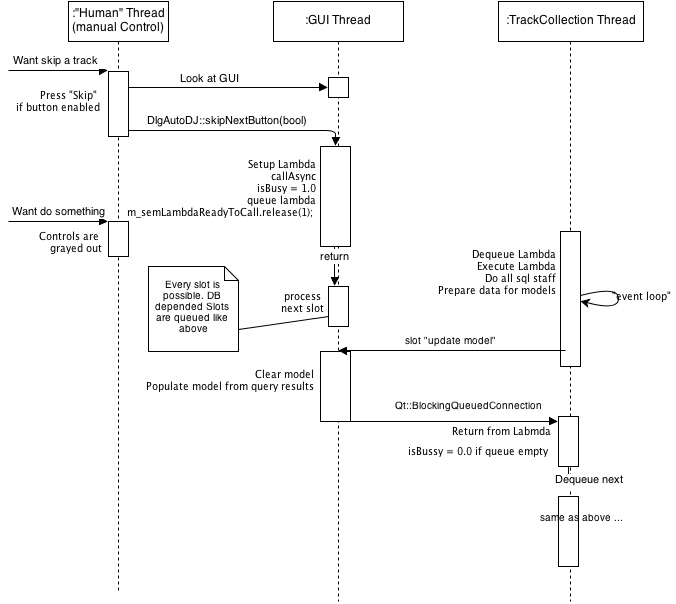 :"Human" Thread
(manual Control)
:GUI Thread
:TrackCollection Thread
Want skip a track
Look at GUI
Press "Skip"
if button enabled
DlgAutoDJ::skipNextButton(bool)
Setup Lambda
callAsync
isBusy = 1.0
queue lambda
m_semLambdaReadyToCall.release(1);
Want do something
Controls are
grayed out
return
Dequeue Lambda
Execute Lambda
Do all sql staff
Prepare data for models
"event loop"
Every slot is
possible. DB
depended Slots
are queued like
above
process
next slot
slot "update model"
Clear model
Populate model from query results
Qt::BlockingQueuedConnection
Return from Labmda
isBussy = 0.0 if queue empty
Dequeue next
same as above ...